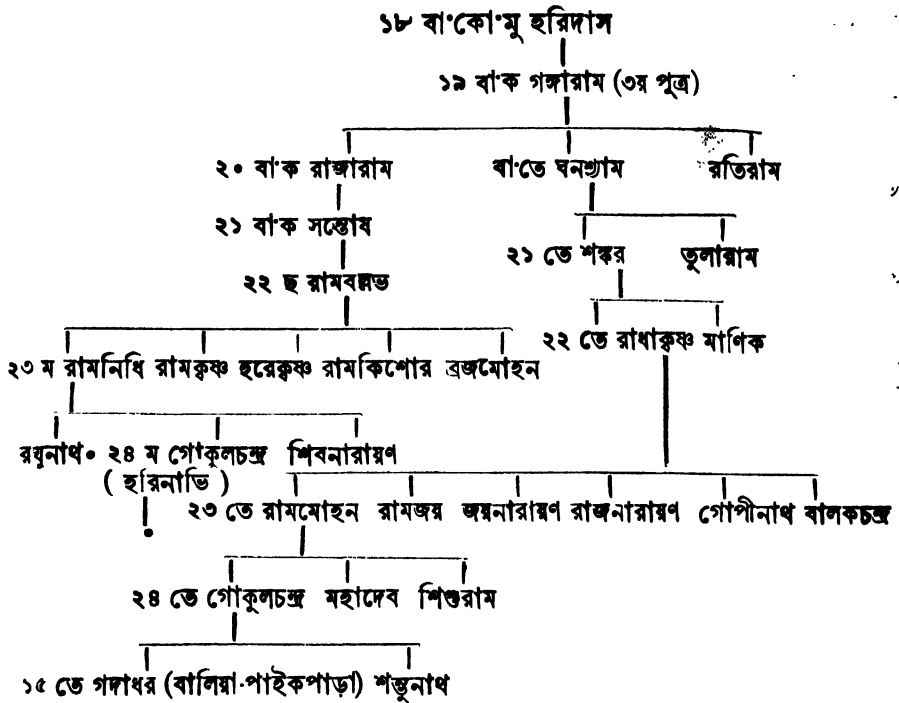 ১৮ বা·কো·মু হরিদাস
১৯ বা·ক গঙ্গারাম (৩য় পুত্র)
২০ বা·ক রাজারাম বা·তে ঘনশ্যাম রতিরাম
২১ বা·ক সন্তোষ
২১ তে শঙ্কর তুলারাম
২২ ছ রামবল্লভ
২২ তে রাধাকৃষ্ণ মাণিক
২৩ ম রামনিধি রামকৃষ্ণ হরেকৃষ্ণ রামকিশোর ব্রজমোহন
রঘুনাথ• ২৪ ম গোকুলচন্দ্র শিবনারায়ণ
( হরিনাভি )
২৩ তে রামমোহন রামজয় জয়নারায়ণ রাজনারায়ণ গোপীনাথ বালকচন্দ্র
২৪ তে গোকুলচন্দ্র মহাদেব শিশুরাম
১৫ তে গদাধর (বালিয়া·পাইকপাড়া) শম্ভুনাথ